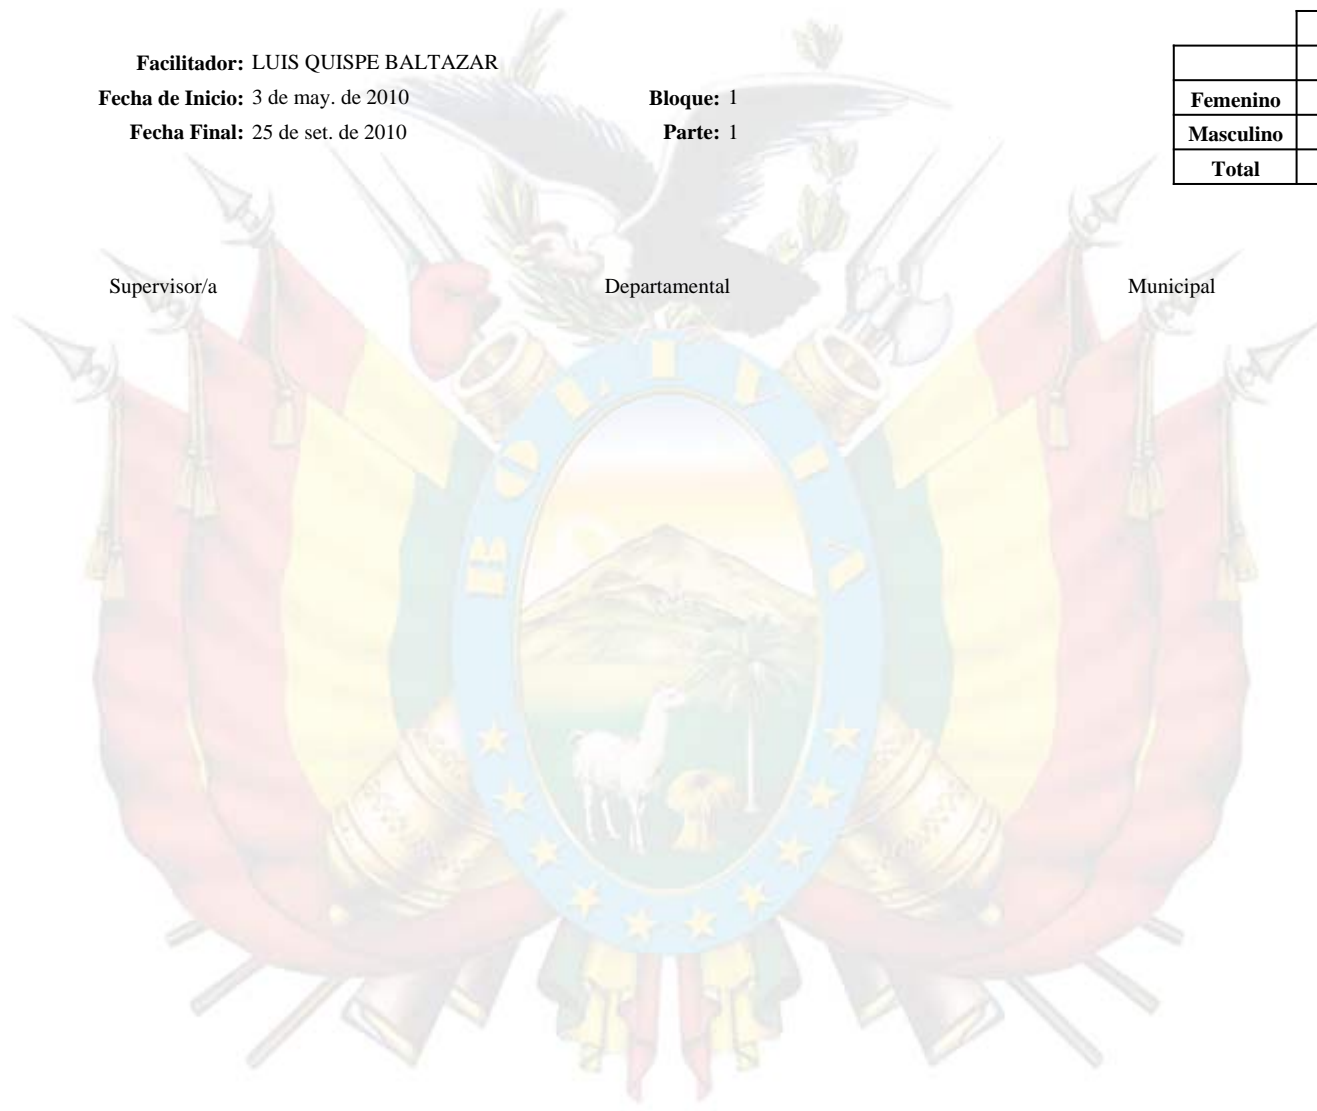 Facilitador: LUIS QUISPE BALTAZAR
Fecha de Inicio: 3 de may. de 2010 Bloque: 1
Femenino
Fecha Final: 25 de set. de 2010 Parte: 1
Masculino
Total
Supervisor/a Departamental Municipal
BOLIVIA